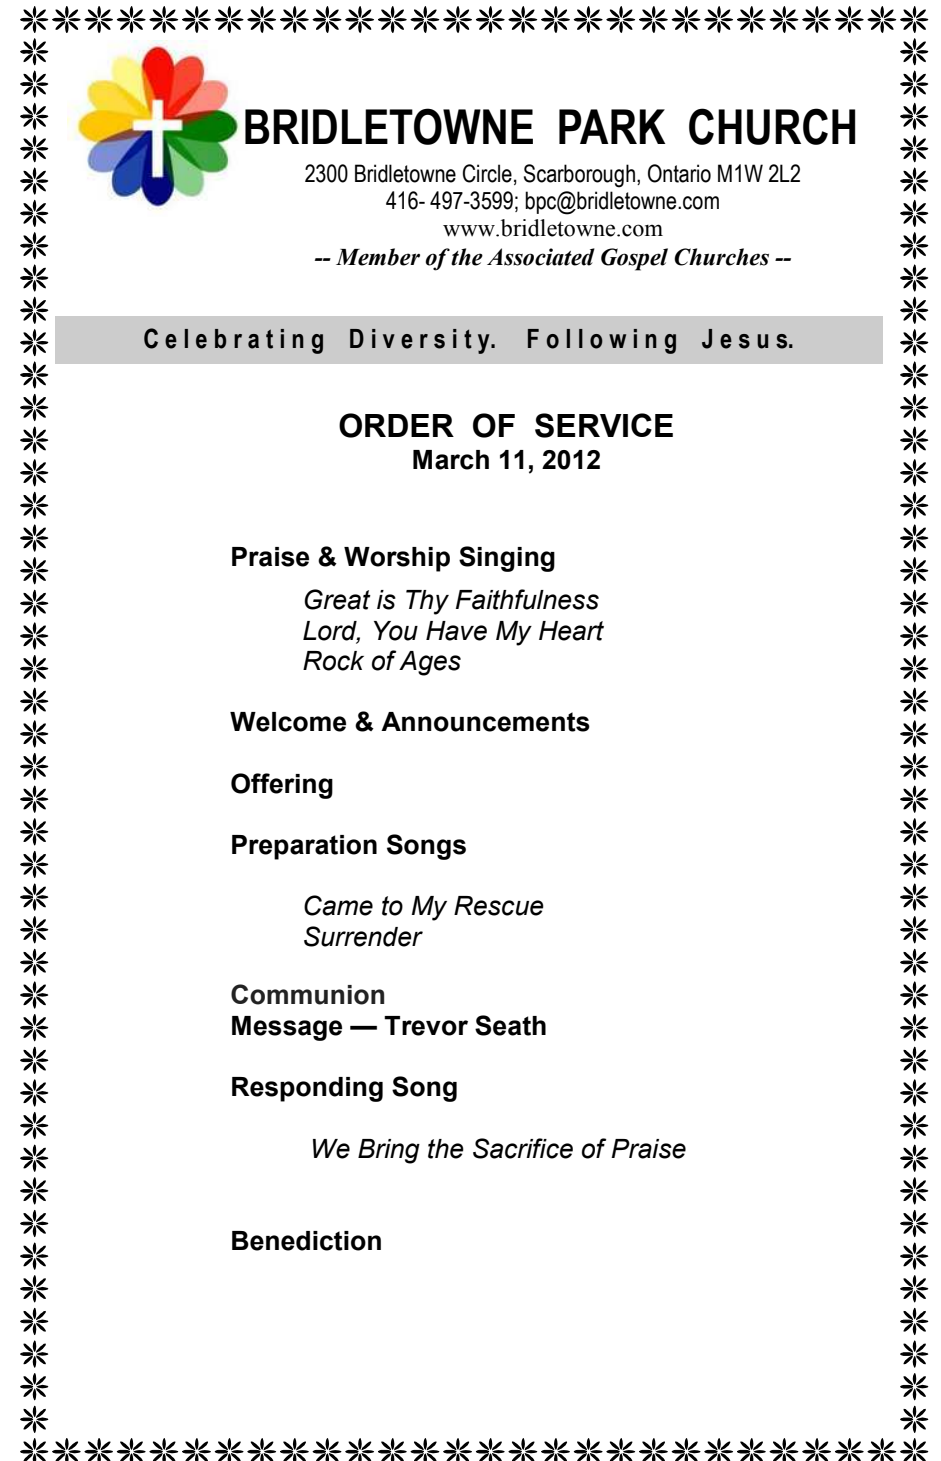 BRIDLETOWNE PARK CHURCH
2300 Bridletowne Circle, Scarborough, Ontario M1W 2L2
416- 497-3599; bpc@bridletowne.com
www.bridletowne.com
-- Member of the Associated Gospel Churches --
Celebrating Diversity. Following Jesus.
ORDER OF SERVICE
March 11, 2012
Praise & Worship Singing
Great is Thy Faithfulness
Lord, You Have My Heart
Rock of Ages
Welcome & Announcements
Offering
Preparation Songs
Came to My Rescue
Surrender
Communion
Message — Trevor Seath
Responding Song
We Bring the Sacrifice of Praise
Benediction